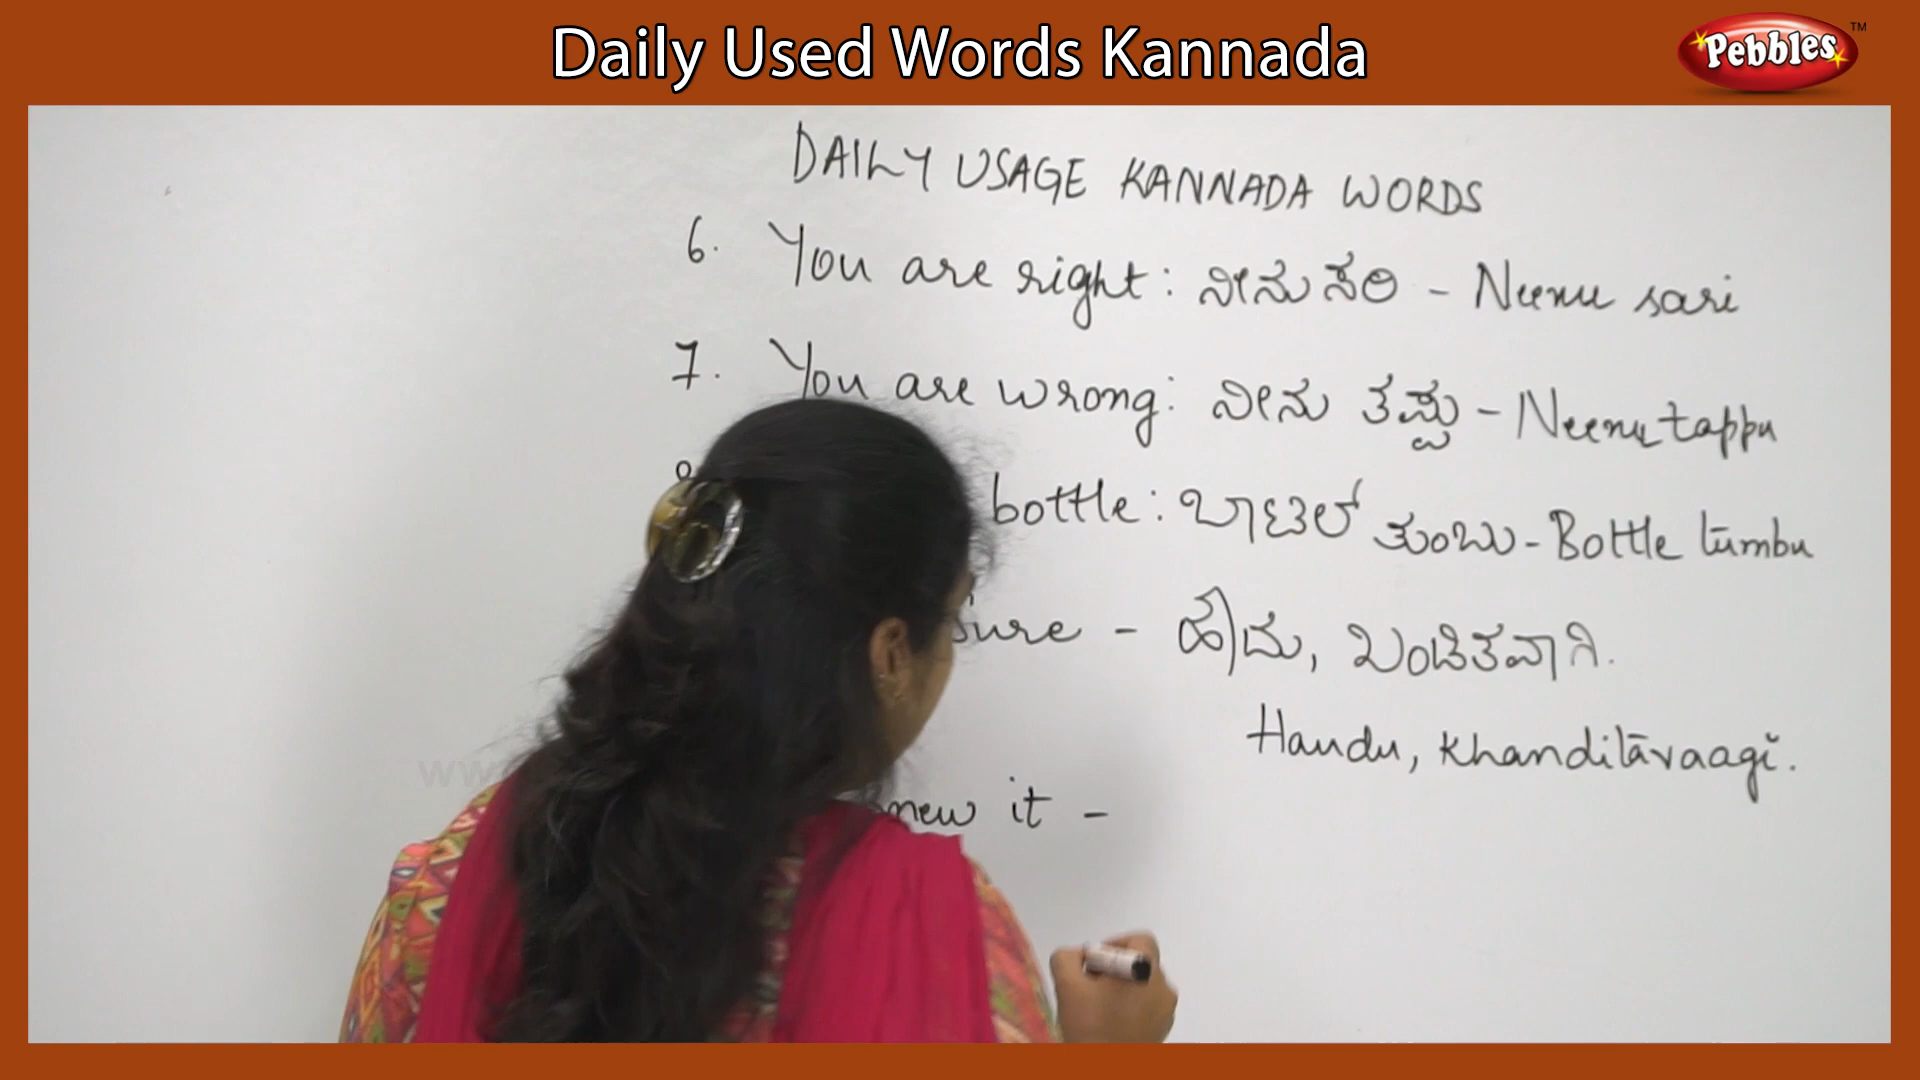 Daily Used Words Kannada
Pebbles TM
DAILY USAGE KANNADA WORDS
6. You are right: ನೀನು ಸರಿ - Neenu sari
7. You are wrong: ನೀನು ತಪ್ಪು - Neenu tappu
bottle: ಬಾಟಲ್ ತುಂಬು - Bottle tumbu
Sure - ಹೌದು, ಖಂಡಿತವಾಗಿ.
Haudu, Khanditavaagi.
it -